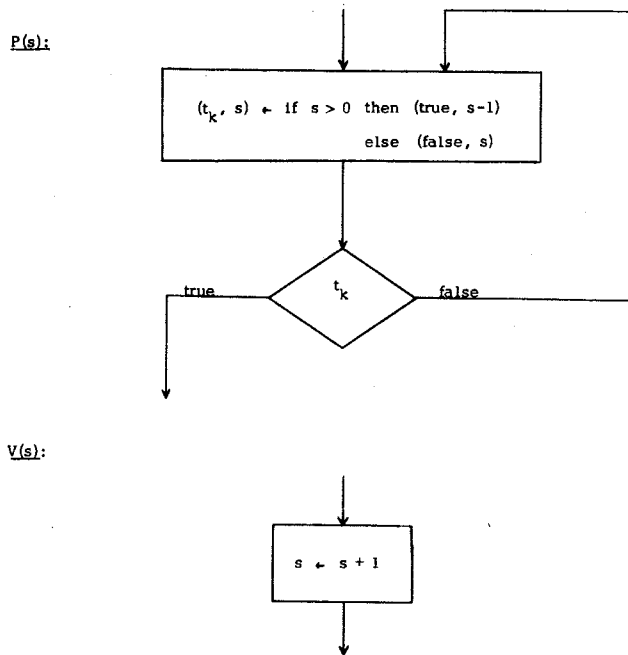 P(s):
(t_k, s) ← if s > 0 then (true, s-1)
else (false, s)
t_k
true
false
V(s):
s ← s + 1